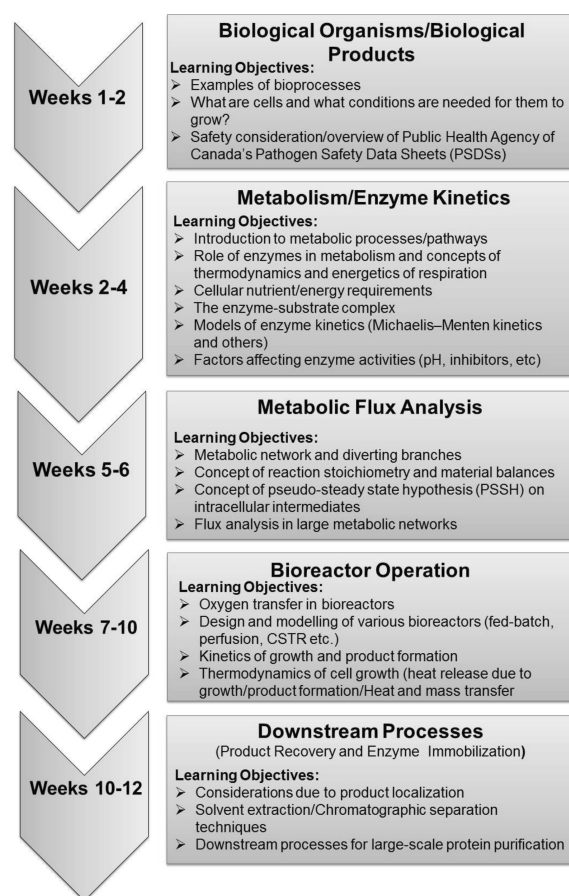 Weeks 1-2
Biological Organisms/Biological
Products
Learning Objectives:
➢ Examples of bioprocesses
➢ What are cells and what conditions are needed for them to
grow?
➢ Safety consideration/overview of Public Health Agency of
Canada's Pathogen Safety Data Sheets (PSDSs)
Weeks 2-4
Metabolism/Enzyme Kinetics
Learning Objectives:
➢ Introduction to metabolic processes/pathways
➢ Role of enzymes in metabolism and concepts of
thermodynamics and energetics of respiration
➢ Cellular nutrient/energy requirements
➢ The enzyme-substrate complex
➢ Models of enzyme kinetics (Michaelis–Menten kinetics
and others)
➢ Factors affecting enzyme activities (pH, inhibitors, etc)
Weeks 5-6
Metabolic Flux Analysis
Learning Objectives:
➢ Metabolic network and diverting branches
➢ Concept of reaction stoichiometry and material balances
➢ Concept of pseudo-steady state hypothesis (PSSH) on
intracellular intermediates
➢ Flux analysis in large metabolic networks
Weeks 7-10
Bioreactor Operation
Learning Objectives:
➢ Oxygen transfer in bioreactors
➢ Design and modelling of various bioreactors (fed-batch,
perfusion, CSTR etc.)
➢ Kinetics of growth and product formation
➢ Thermodynamics of cell growth (heat release due to
growth/product formation/Heat and mass transfer
Weeks 10-12
Downstream Processes
(Product Recovery and Enzyme Immobilization)
Learning Objectives:
➢ Considerations due to product localization
➢ Solvent extraction/Chromatographic separation
techniques
➢ Downstream processes for large-scale protein purification